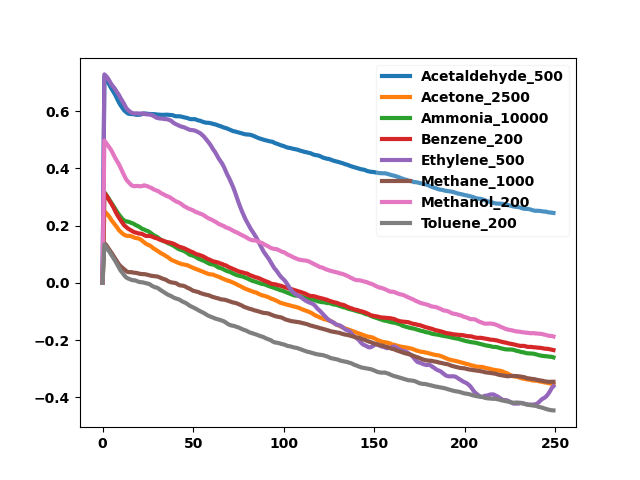 Acetaldehyde_500
Acetone_2500
Ammonia_10000
Benzene_200
Ethylene_500
Methane_1000
Methanol_200
Toluene_200
0.6
0.4
0.2
0.0
−0.2
−0.4
0 50 100 150 200 250